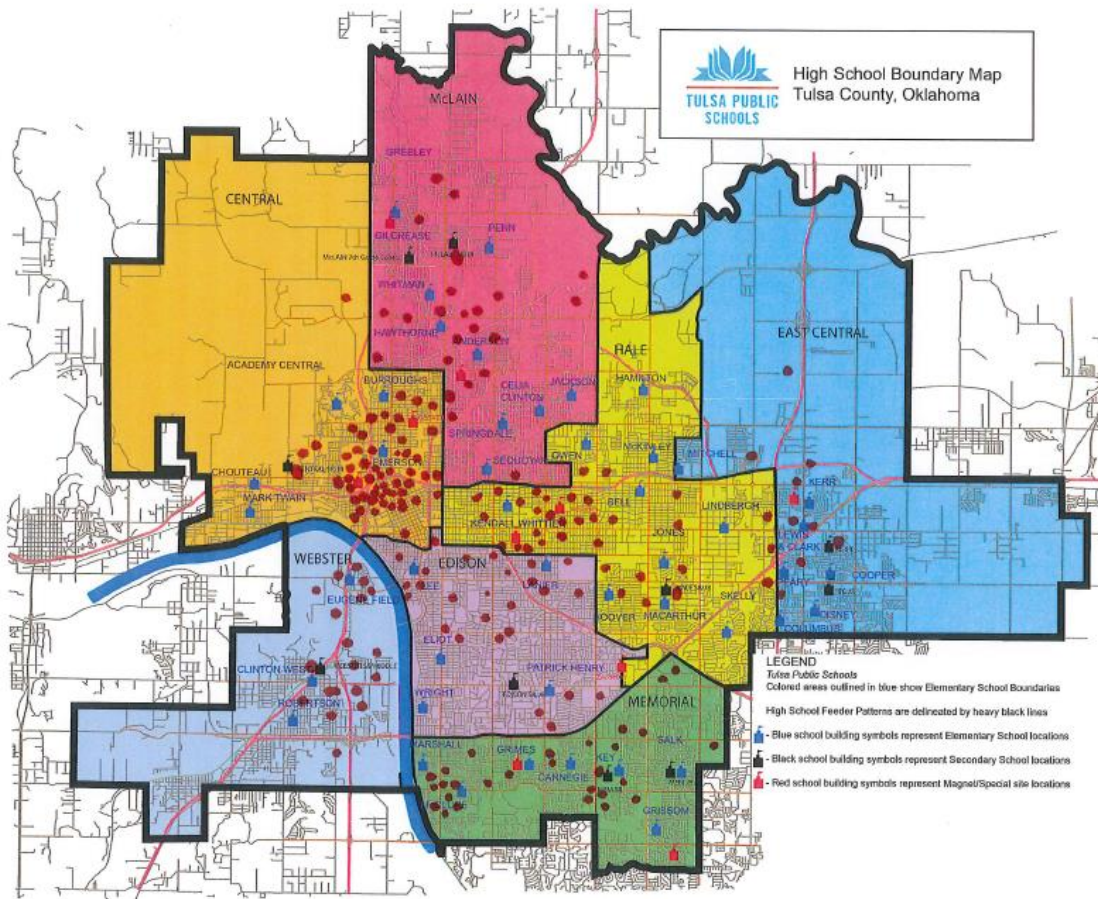 High School Boundary Map
Tulsa County, Oklahoma
TULSA PUBLIC
SCHOOLS
McLAIN
GREELEY
CENTRAL
GILCREASE
PENN
WHITMAN
HAWTHORNE
ANDERSON
EAST CENTRAL
HALE
ACADEMY CENTRAL
BURROUGHS
HAMILTON
CELIA
CLINTON
JACKSON
SPRINGDALE
McKINLEY
MITCHELL
OWEN
SEQUOYAH
EMERSON
CHOUTEAU
MARK TWAIN
KERR
BELL
LINDBERGH
KENDALL WHITTIER
JONES
LEWIN
CLARK
WEBSTER
EDISON
LEE
LANIER
COOPER
EUGENE FIELD
SKELLY
HOOVER
MACARTHUR
DISNEY
COLUMBUS
ELIOT
CLINTON WEST
PATRICK HENRY
WRIGHT
ROBERTSON
MEMORIAL
MARSHALL
GRIMES
SALK
CARNEGIE
KEY
GRISSOM
LEGEND
Tulsa Public Schools
Colored areas outlined in blue show Elementary School Boundaries
High School Feeder Patterns are delineated by heavy black lines
- Blue school building symbols represent Elementary School locations
- Black school building symbols represent Secondary School locations
- Red school building symbols represent Magnet/Special site locations